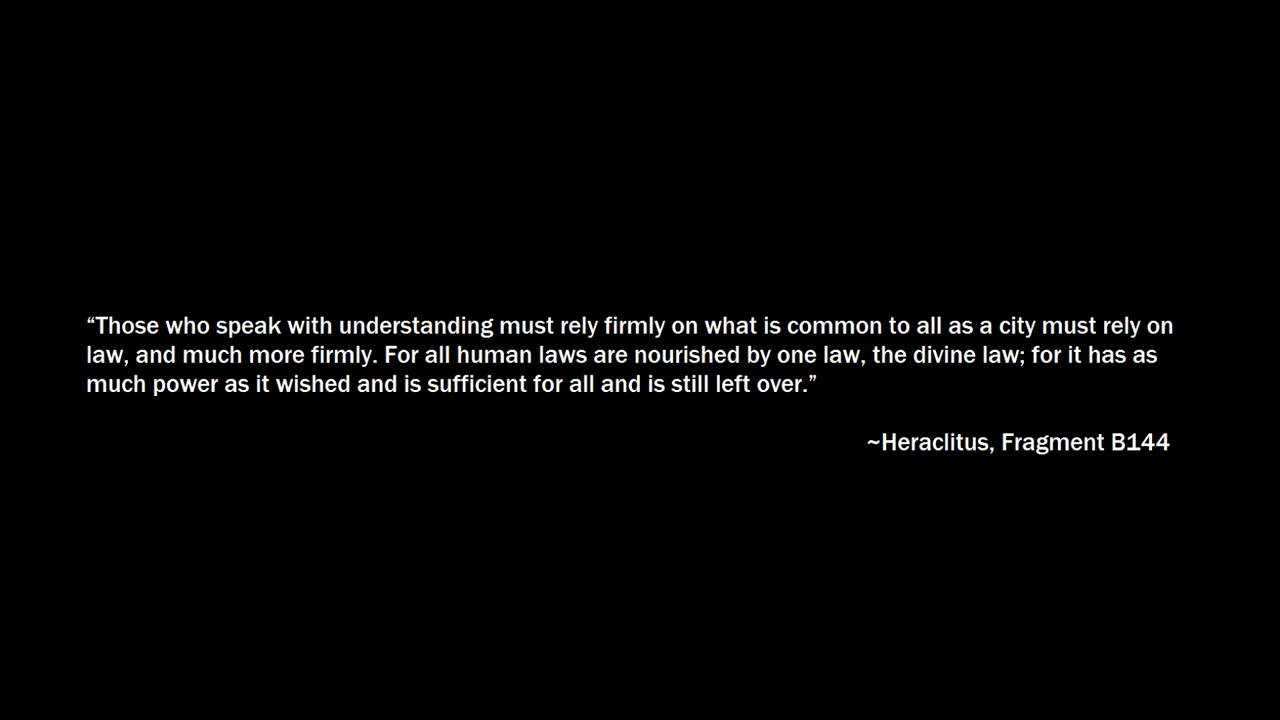 “Those who speak with understanding must rely firmly on what is common to all as a city must rely on
law, and much more firmly. For all human laws are nourished by one law, the divine law; for it has as
much power as it wished and is sufficient for all and is still left over.”
~Heraclitus, Fragment B144